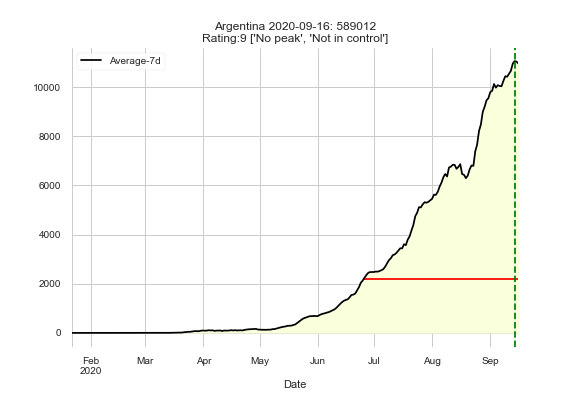 Argentina 2020-09-16: 589012
Rating:9 ['No peak', 'Not in control']
Average-7d
10000
8000
6000
4000
2000
0
Feb Mar Apr May Jun Jul Aug Sep
2020
Date